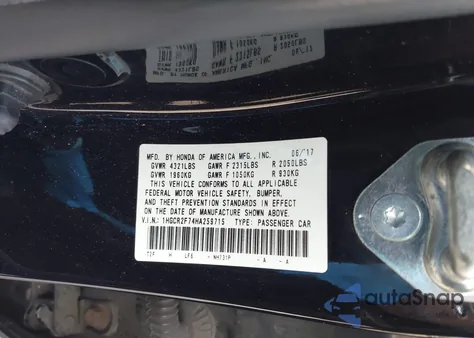 MFD. BY HONDA OF AMERICA MFG., INC. 06/17
GVWR 4321LBS GAWR F 2315LBS R 2050LBS
GVWR 1960KG GAWR F 1050KG R 930KG
THIS VEHICLE CONFORMS TO ALL APPLICABLE
FEDERAL MOTOR VEHICLE SAFETY, BUMPER,
AND THEFT PREVENTION STANDARDS IN EFFECT
ON THE DATE OF MANUFACTURE SHOWN ABOVE.
V.I.N: 1HGCR2F74HA259715 TYPE: PASSENGER CAR
H NH731P - A - A
autoSnap